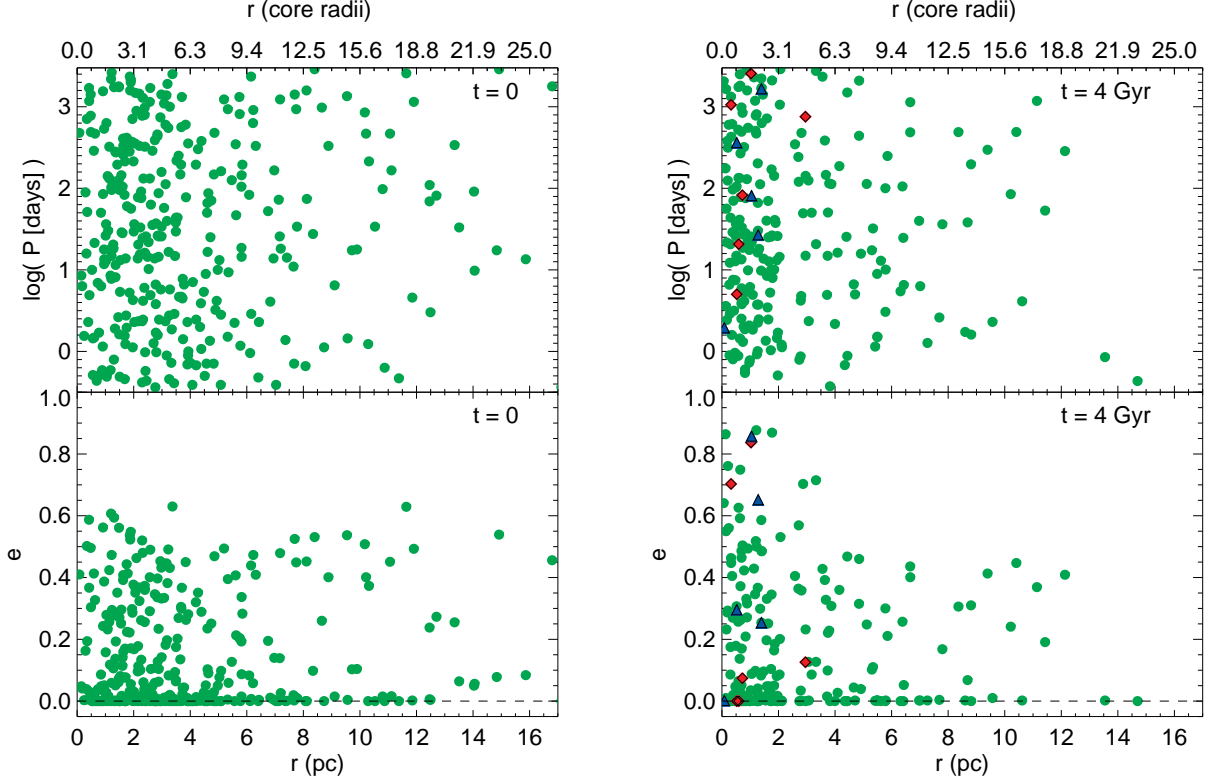 r (core radii)
0.0 3.1 6.3 9.4 12.5 15.6 18.8 21.9 25.0
t = 0
log( P [days] )
3
2
1
0
t = 0
e
1.0
0.8
0.6
0.4
0.2
0.0
0 2 4 6 8 10 12 14 16
r (pc)
r (core radii)
0.0 3.1 6.3 9.4 12.5 15.6 18.8 21.9 25.0
t = 4 Gyr
log( P [days] )
3
2
1
0
t = 4 Gyr
e
1.0
0.8
0.6
0.4
0.2
0.0
0 2 4 6 8 10 12 14 16
r (pc)